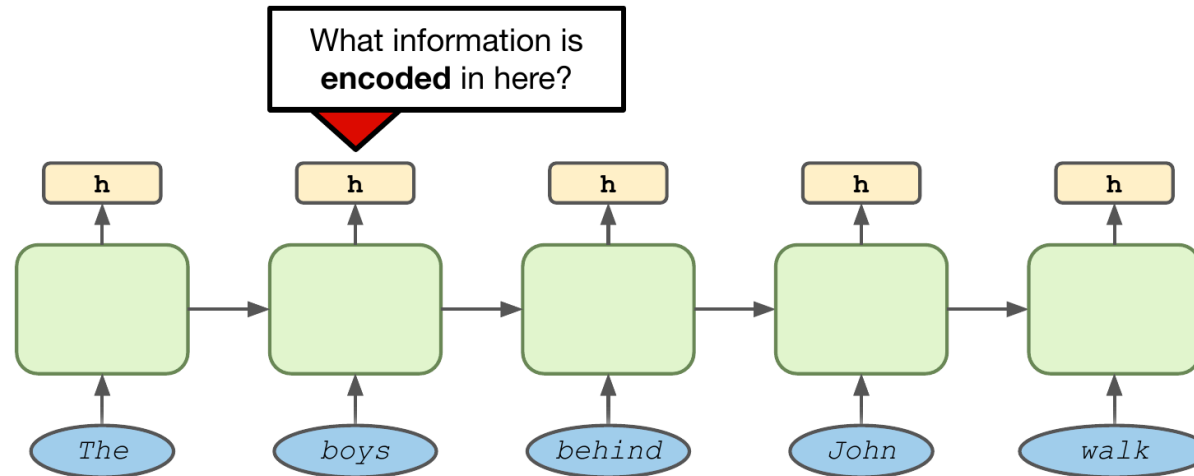 What information is
encoded in here?
h h h h h
The boys behind John walk